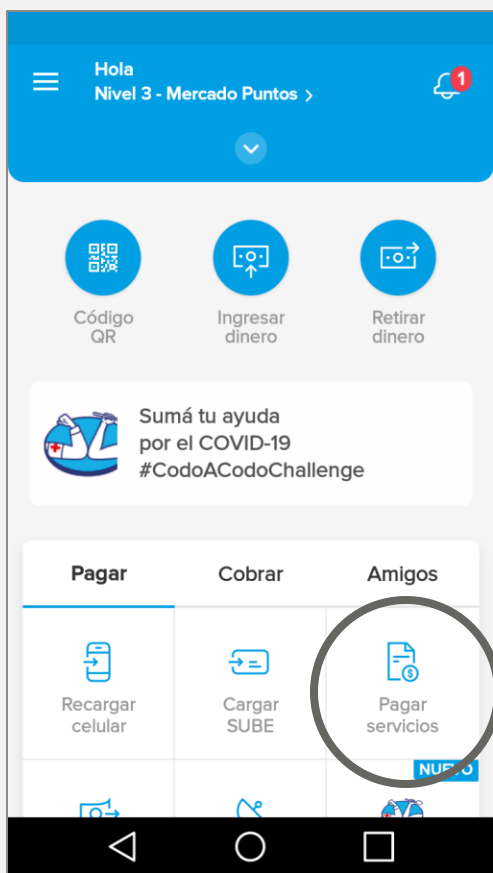 Hola
Nivel 3 - Mercado Puntos >
1
Código
QR
Ingresar
dinero
Retirar
dinero
Sumá tu ayuda
por el COVID-19
#CodoACodoChallenge
Pagar
Cobrar
Amigos
Recargar
celular
Cargar
SUBE
Pagar
servicios
NUEVO